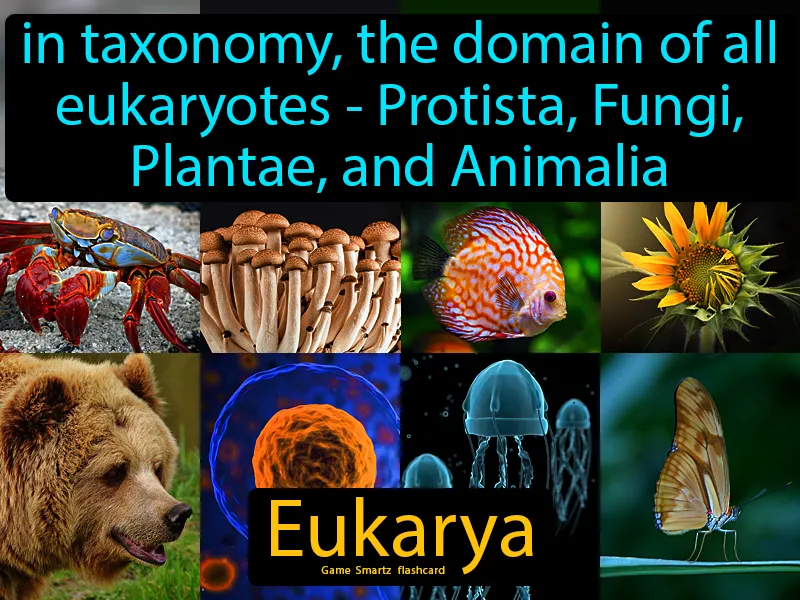 in taxonomy, the domain of all
eukaryotes - Protista, Fungi,
Plantae, and Animalia
Eukarya
Game Smartz flashcard